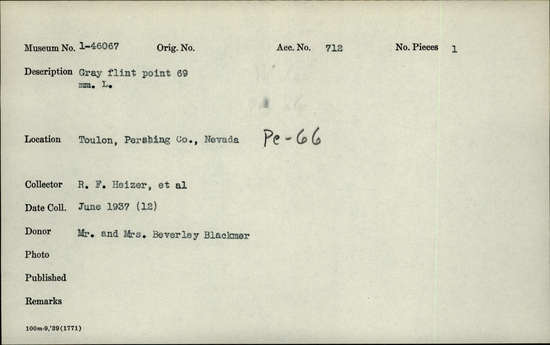 Museum No. 1-46067 Orig. No. Acc. No. 712 No. Pieces 1
Description Gray flint point 69
mm. L.
Location Toulon, Pershing Co., Nevada Pe-66
Collector R. F. Heizer, et al
Date Coll. June 1937 (12)
Donor Mr. and Mrs. Beverley Blackmer
Photo
Published
Remarks
100m-9,'39(1771)